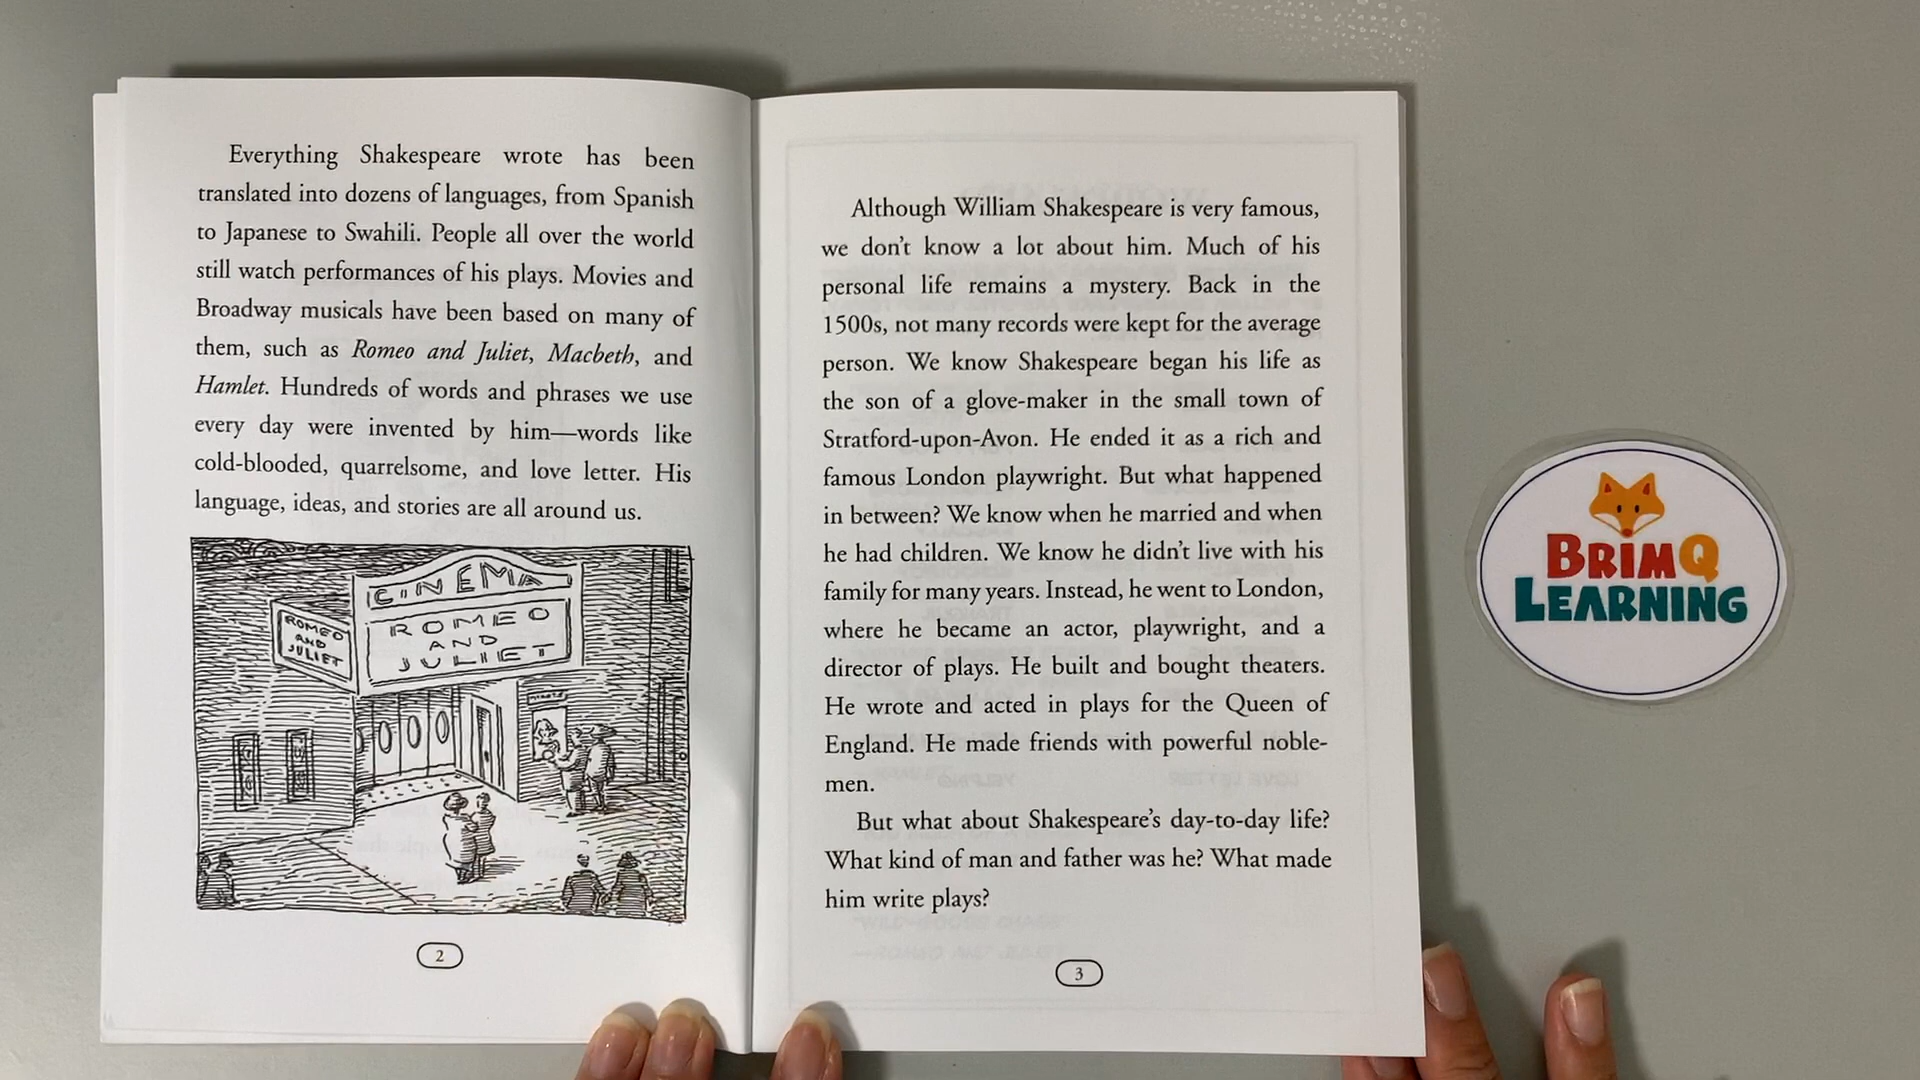 Everything Shakespeare wrote has been
translated into dozens of languages, from Spanish
to Japanese to Swahili. People all over the world
still watch performances of his plays. Movies and
Broadway musicals have been based on many of
them, such as Romeo and Juliet, Macbeth, and
Hamlet. Hundreds of words and phrases we use
every day were invented by him—words like
cold-blooded, quarrelsome, and love letter. His
language, ideas, and stories are all around us.
CINEMA
ROMEO
AND
JULIET
ROMEO
AND
JULIET
2
Although William Shakespeare is very famous,
we don't know a lot about him. Much of his
personal life remains a mystery. Back in the
1500s, not many records were kept for the average
person. We know Shakespeare began his life as
the son of a glove-maker in the small town of
Stratford-upon-Avon. He ended it as a rich and
famous London playwright. But what happened
in between? We know when he married and when
he had children. We know he didn't live with his
family for many years. Instead, he went to London,
where he became an actor, playwright, and a
director of plays. He built and bought theaters.
He wrote and acted in plays for the Queen of
England. He made friends with powerful noble-
men.
But what about Shakespeare's day-to-day life?
What kind of man and father was he? What made
him write plays?
3
BRIMQ
LEARNING